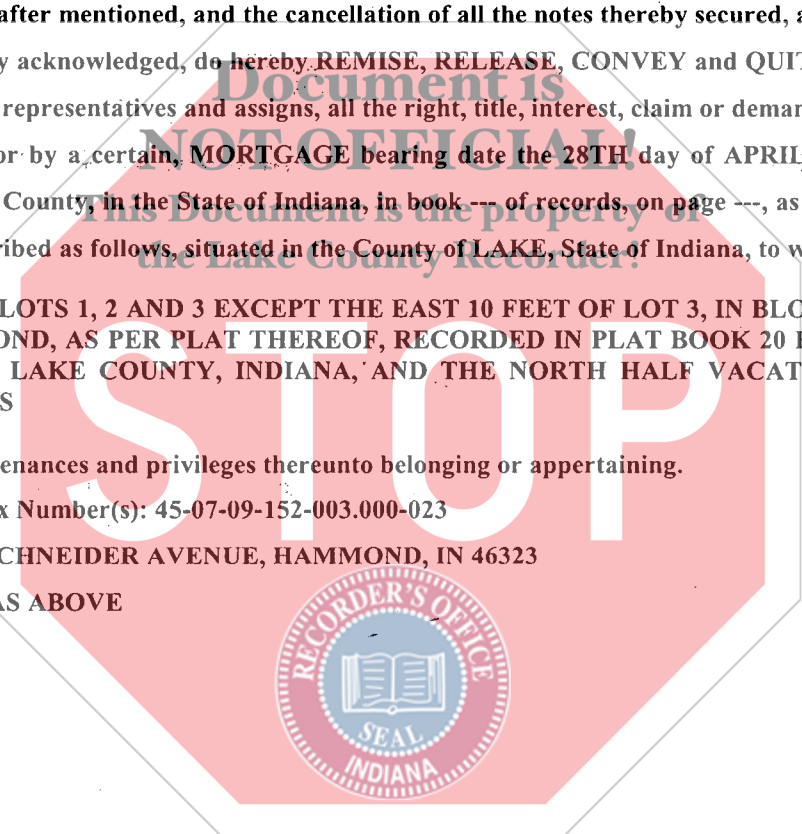 after mentioned, and the cancellation of all the notes thereby secured, a
y acknowledged, do hereby REMISE, RELEASE, CONVEY and QUIT
Document is
representatives and assigns, all the right, title, interest, claim or deman
NOT OFFICIAL!
or by a certain, MORTGAGE bearing date the 28TH day of APRIL,
This Document is the property of
County, in the State of Indiana, in book --- of records, on page ---, as
the Lake County Recorder!
ribed as follows, situated in the County of LAKE, State of Indiana, to w
LOTS 1, 2 AND 3 EXCEPT THE EAST 10 FEET OF LOT 3, IN BLO
OND, AS PER PLAT THEREOF, RECORDED IN PLAT BOOK 20 P
LAKE COUNTY, INDIANA, AND THE NORTH HALF VACAT
S
STOP
enances and privileges thereunto belonging or appertaining.
x Number(s): 45-07-09-152-003.000-023
CHNEIDER AVENUE, HAMMOND, IN 46323
AS ABOVE
RECORDER'S OFFICE
SEAL
INDIANA